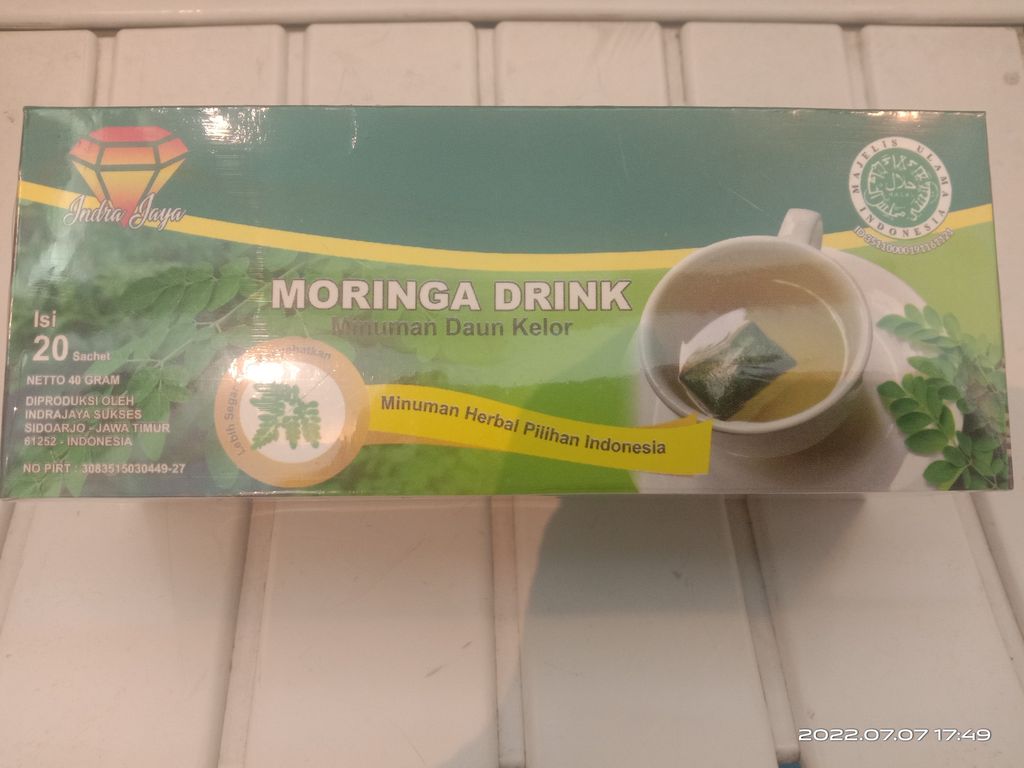 Indra Jaya
MAJELIS ULAMA INDONESIA
حلال
MORINGA DRINK
Minuman Daun Kelor
Isi
20 Sachet
NETTO 40 GRAM
DIPRODUKSI OLEH
INDRAJAYA SUKSES
SIDOARJO - JAWA TIMUR
61252 - INDONESIA
NO PIRT : 3083515030449-27
Lebih
Minuman Herbal Pilihan Indonesia
2022.07.07 17:49